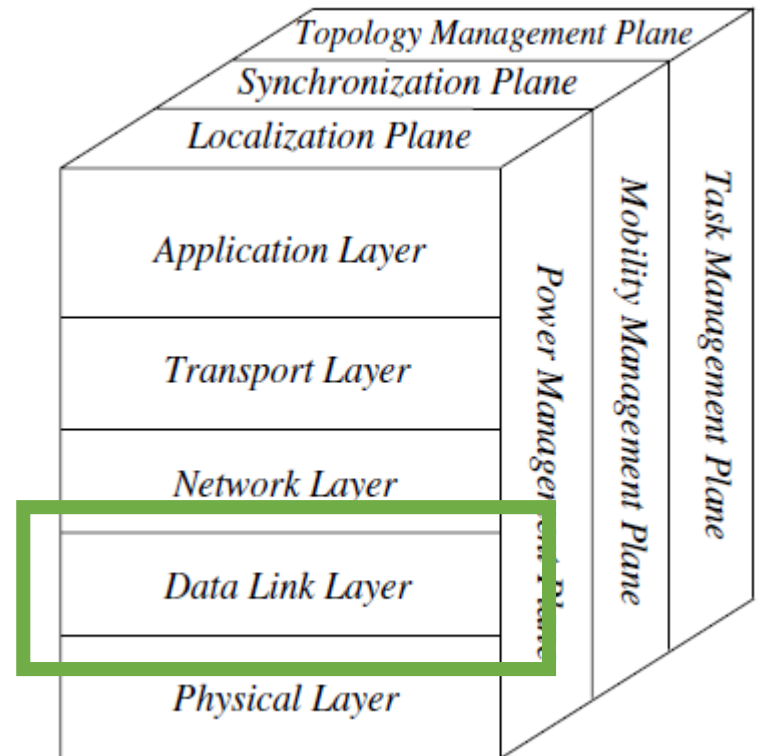 Topology Management Plane
Synchronization Plane
Localization Plane
Application Layer
Transport Layer
Network Layer
Data Link Layer
Physical Layer
Power Management Plane
Mobility Management Plane
Task Management Plane